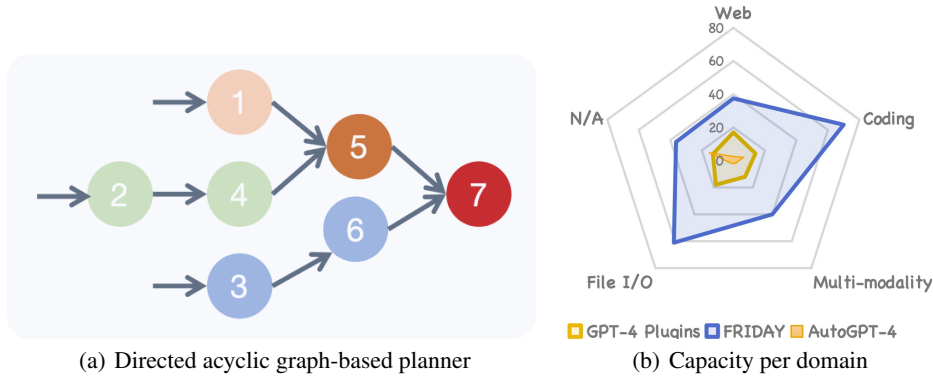 1
2
4
5
7
6
3
(a) Directed acyclic graph-based planner
Web
80
60
40
20
0
N/A
Coding
File I/O
Multi-modality
GPT-4 Plugins FRIDAY AutoGPT-4
(b) Capacity per domain